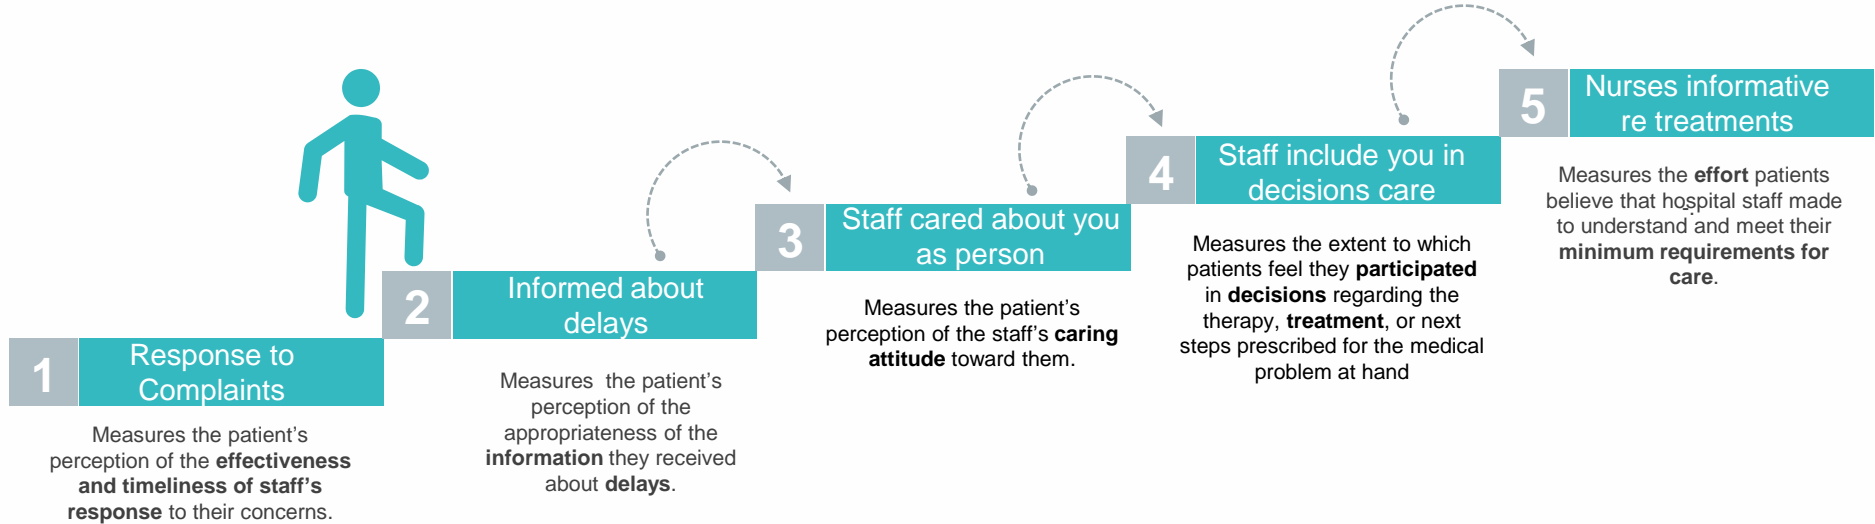 1
Response to
Complaints
Measures the patient's
perception of the effectiveness
and timeliness of staff's
response to their concerns.
2
Informed about
delays
Measures  the patient's
perception of the
appropriateness of the
information they received
about delays.
3
Staff cared about you
as person
Measures the patient's
perception of the staff's caring
attitude toward them.
4
Staff include you in
decisions care
Measures the extent to which
patients feel they participated
in decisions regarding the
therapy, treatment, or next
steps prescribed for the medical
problem at hand
5
Nurses informative
re treatments
Measures the effort patients
believe that hospital staff made
to understand and meet their
minimum requirements for
care.